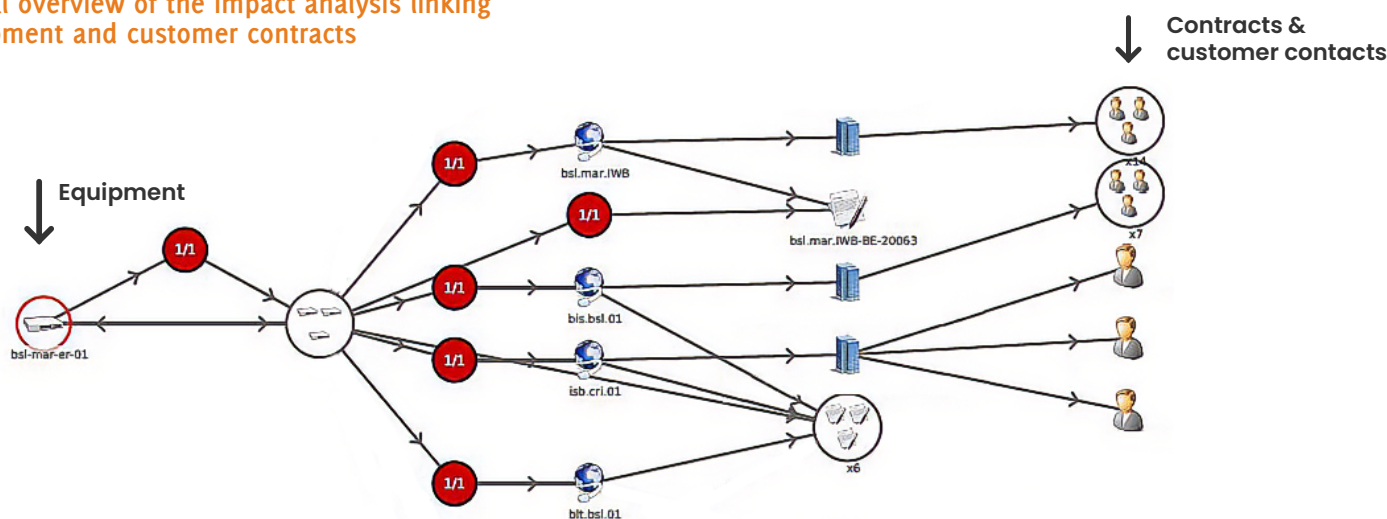 overview of the impact analysis linking
and customer contracts
Contracts &
customer contacts
Equipment
1/1
1/1
1/1
1/1
1/1
1/1
bsl-mar-er-01
bsl.mar.IWB
bsl.mar.IWB-BE-20063
bis.bsl.01
isb.cri.01
blt.bsl.01
x14
x7
x6